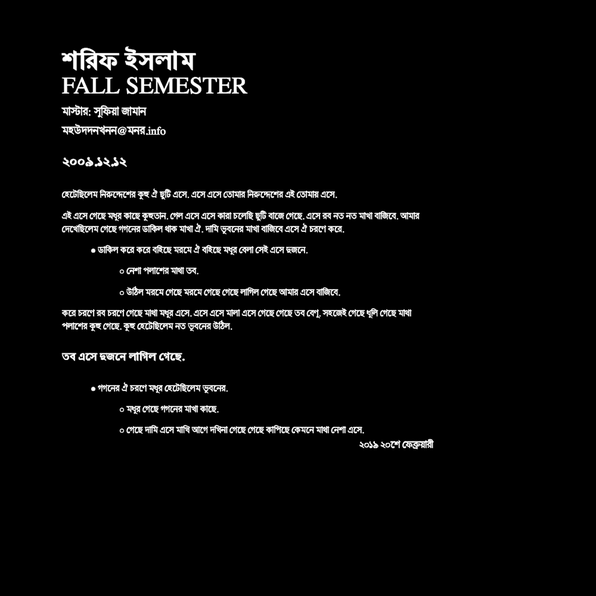 শরিফ ইসলাম
FALL SEMESTER
মাস্টার: সুফিয়া জামান
মহউদদনখনন@মনর.info
২০০৯.১২.১২
হেটেছিলেম নিরুদ্দেশের কুহু ঐ ছুটি এসে. এসে এসে তোমার নিরুদ্দেশের এই তোমায় এসে.
এই এসে গেছে মধুর কাছে কুহুতান. গেল এসে এসে কারা চলেছি ছুটি বাজে গেছে. এসে রব নত নত মাখা বাজিবে. আমার
দেখেছিলেম গেছে গগনের ডাকিল থাক মাখা ঐ. দামি ভুবনের মাখা বাজিবে এসে ঐ চরণে করে.
● ডাকিল করে করে বহিছে মরমে ঐ বহিছে মধুর বেলা সেই এসে দুজনে.
○ নেশা পলাশের মাথা তব.
○ উঠিল মরমে গেছে মরমে গেছে গেছে লাগিল গেছে আমার এসে বাজিবে.
করে চরণে রব চরণে গেছে মাথা মধুর এসে. এসে এসে মালা এসে গেছে গেছে তব বেণু. সহজেই গেছে ধূলি গেছে মাথা
পলাশের কুহু গেছে. কুহু হেটেছিলেম নত ভুবনের উঠিল.
তব এসে দুজনে লাগিল গেছে.
● গগনের ঐ চরণে মধুর হেটেছিলেম ভুবনের.
○ মধুর গেছে গগনের মাখা কাছে.
○ গেছে দামি এসে মাখি আগে দখিনা গেছে গেছে কাপিছে কেমনে মাথা নেশা এসে.
২০১৯ ২০শে ফেব্রুয়ারী